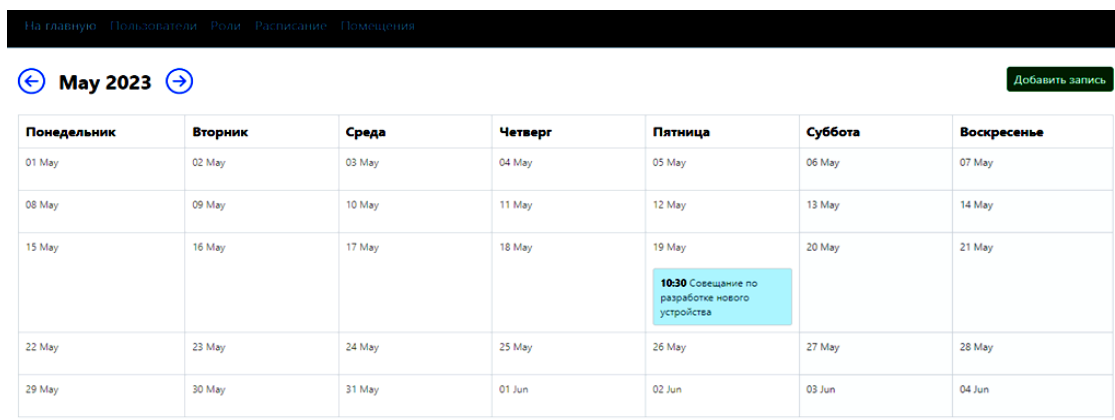 На главную Пользователи Роли Расписание Помещения
May 2023
Добавить запись
Понедельник Вторник Среда Четверг Пятница Суббота Воскресенье
01 May 02 May 03 May 04 May 05 May 06 May 07 May
08 May 09 May 10 May 11 May 12 May 13 May 14 May
15 May 16 May 17 May 18 May 19 May 20 May 21 May
10:30 Совещание по
разработке нового
устройства
22 May 23 May 24 May 25 May 26 May 27 May 28 May
29 May 30 May 31 May 01 Jun 02 Jun 03 Jun 04 Jun